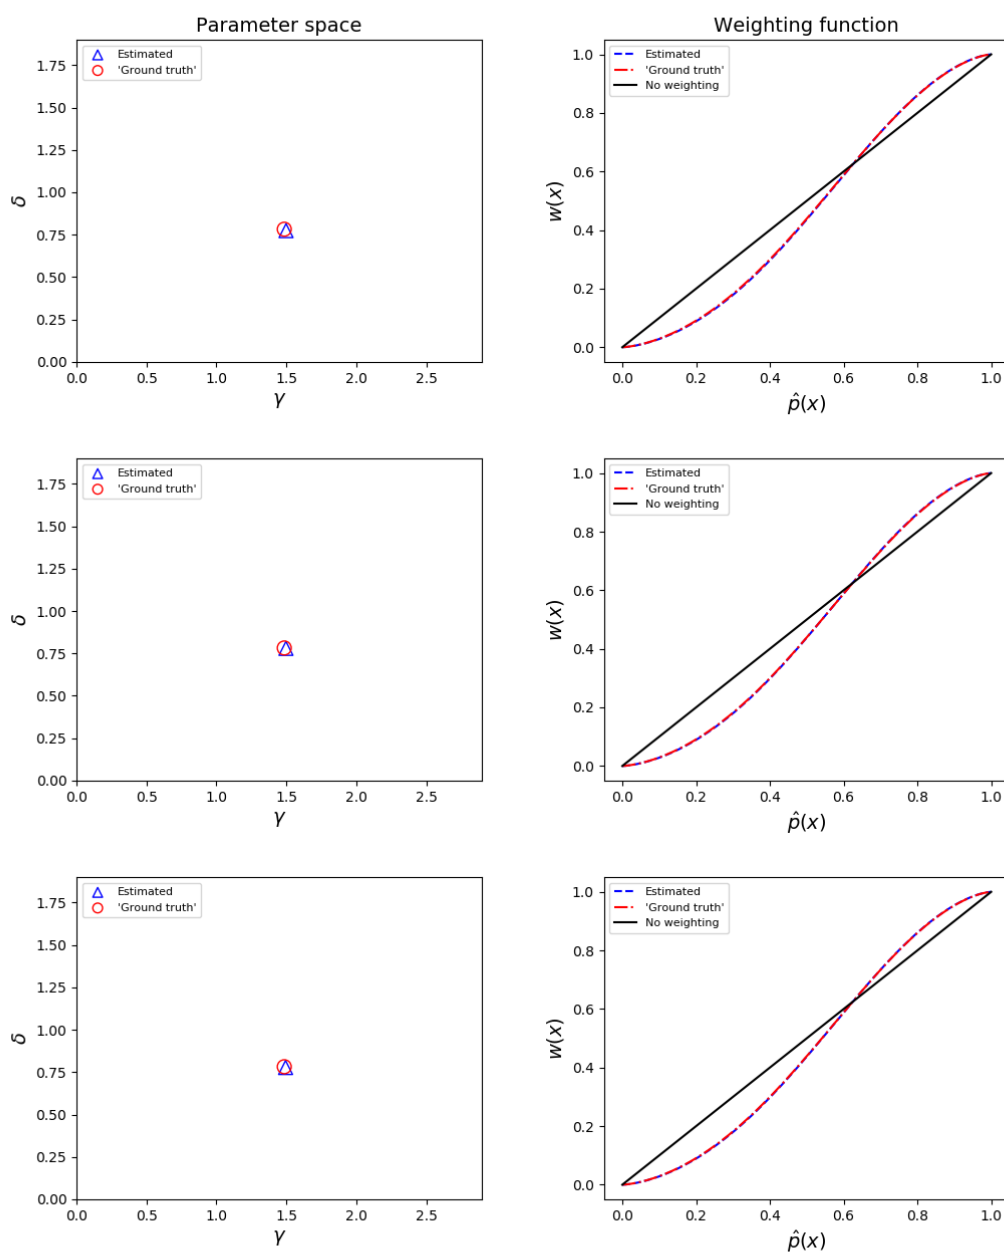 Parameter space
Weighting function
Estimated
'Ground truth'
1.75
1.50
1.25
1.00
0.75
0.50
0.25
0.00
δ
0.0 0.5 1.0 1.5 2.0 2.5
γ
Estimated
'Ground truth'
No weighting
1.0
0.8
0.6
0.4
0.2
0.0
w(x)
0.0 0.2 0.4 0.6 0.8 1.0
p̂(x)
Estimated
'Ground truth'
1.75
1.50
1.25
1.00
0.75
0.50
0.25
0.00
δ
0.0 0.5 1.0 1.5 2.0 2.5
γ
Estimated
'Ground truth'
No weighting
1.0
0.8
0.6
0.4
0.2
0.0
w(x)
0.0 0.2 0.4 0.6 0.8 1.0
p̂(x)
Estimated
'Ground truth'
1.75
1.50
1.25
1.00
0.75
0.50
0.25
0.00
δ
0.0 0.5 1.0 1.5 2.0 2.5
γ
Estimated
'Ground truth'
No weighting
1.0
0.8
0.6
0.4
0.2
0.0
w(x)
0.0 0.2 0.4 0.6 0.8 1.0
p̂(x)